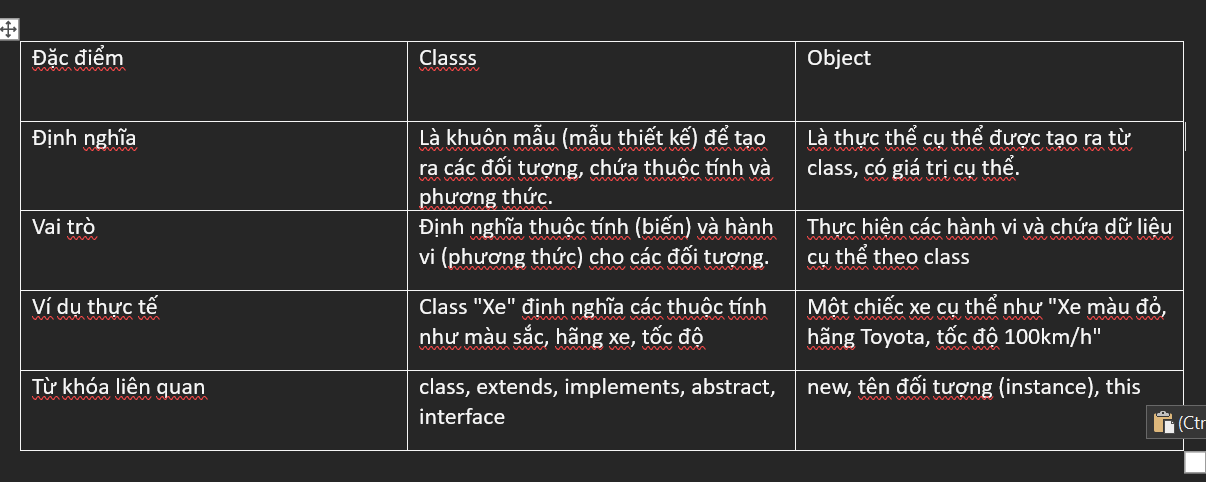 Đặc điểm
Classs
Object
Định nghĩa
Là khuôn mẫu (mẫu thiết kế) để tạo
ra các đối tượng, chứa thuộc tính và
phương thức.
Là thực thể cụ thể được tạo ra từ
class, có giá trị cụ thể.
Vai trò
Định nghĩa thuộc tính (biến) và hành
vi (phương thức) cho các đối tượng.
Thực hiện các hành vi và chứa dữ liệu
cụ thể theo class
Ví dụ thực tế
Class "Xe" định nghĩa các thuộc tính
như màu sắc, hãng xe, tốc độ
Một chiếc xe cụ thể như "Xe màu đỏ,
hãng Toyota, tốc độ 100km/h"
Từ khóa liên quan
class, extends, implements, abstract,
interface
new, tên đối tượng (instance), this
(Ctr